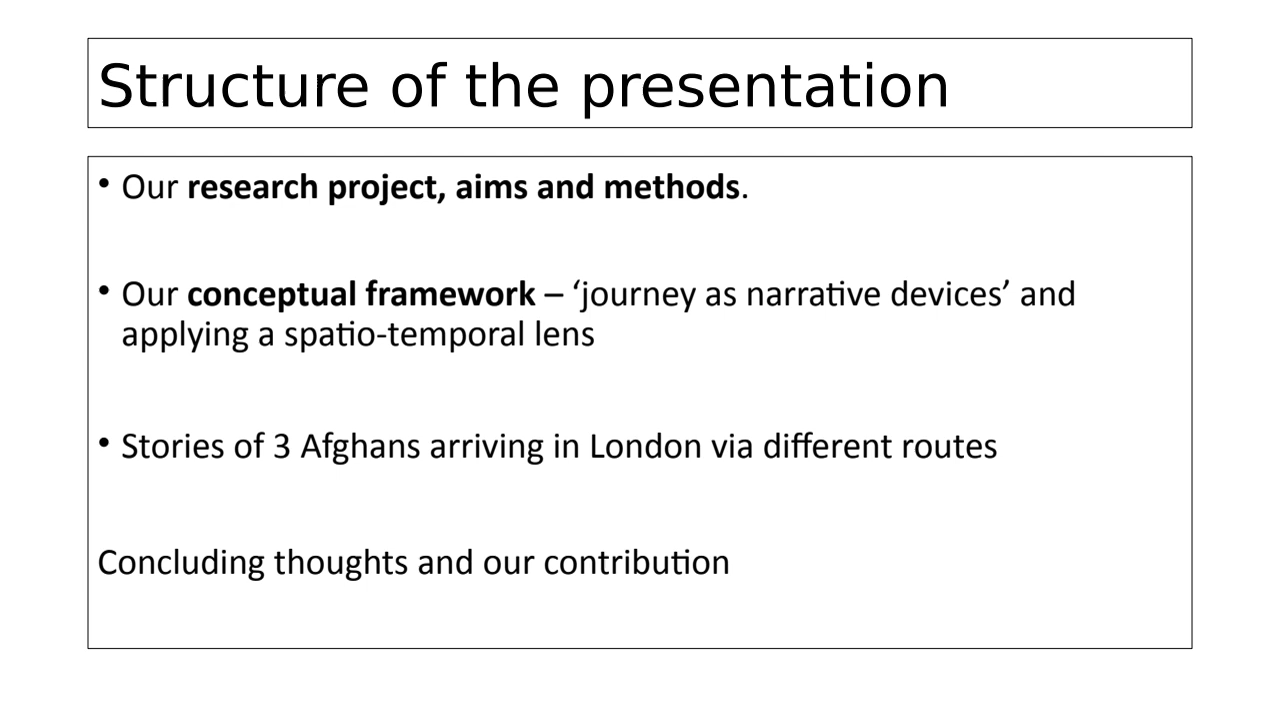 Structure of the presentation
• Our research project, aims and methods.
• Our conceptual framework – ‘journey as narrative devices’ and
applying a spatio-temporal lens
• Stories of 3 Afghans arriving in London via different routes
Concluding thoughts and our contribution